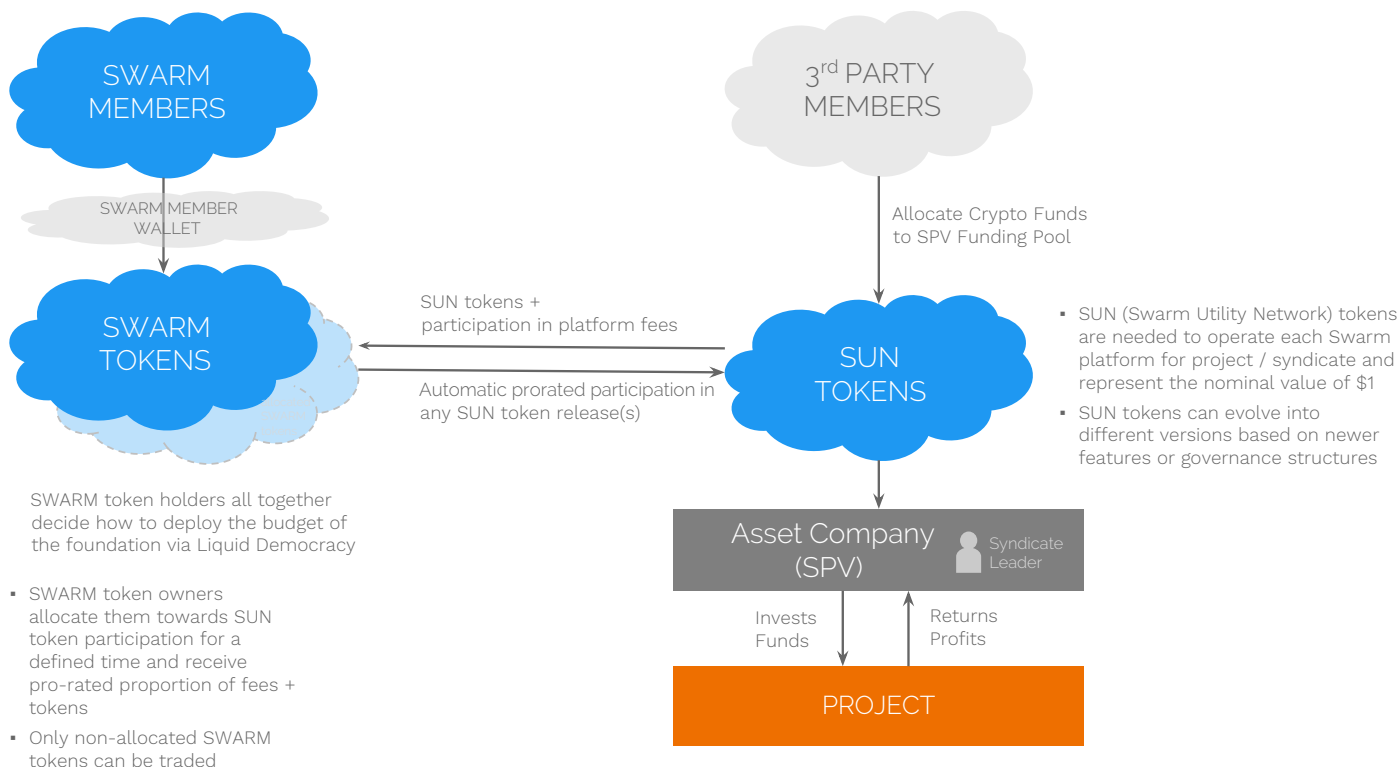 SWARM
MEMBERS
3rd PARTY
MEMBERS
SWARM MEMBER
WALLET
Allocate Crypto Funds
to SPV Funding Pool
SWARM
TOKENS
SUN tokens +
participation in platform fees
Automatic prorated participation in
any SUN token release(s)
SUN
TOKENS
▪ SUN (Swarm Utility Network) tokens
are needed to operate each Swarm
platform for project / syndicate and
represent the nominal value of $1
▪ SUN tokens can evolve into
different versions based on newer
features or governance structures
SWARM token holders all together
decide how to deploy the budget of
the foundation via Liquid Democracy
▪ SWARM token owners
allocate them towards SUN
token participation for a
defined time and receive
pro-rated proportion of fees +
tokens
▪ Only non-allocated SWARM
tokens can be traded
Asset Company
(SPV)
Syndicate
Leader
Invests
Funds
Returns
Profits
PROJECT